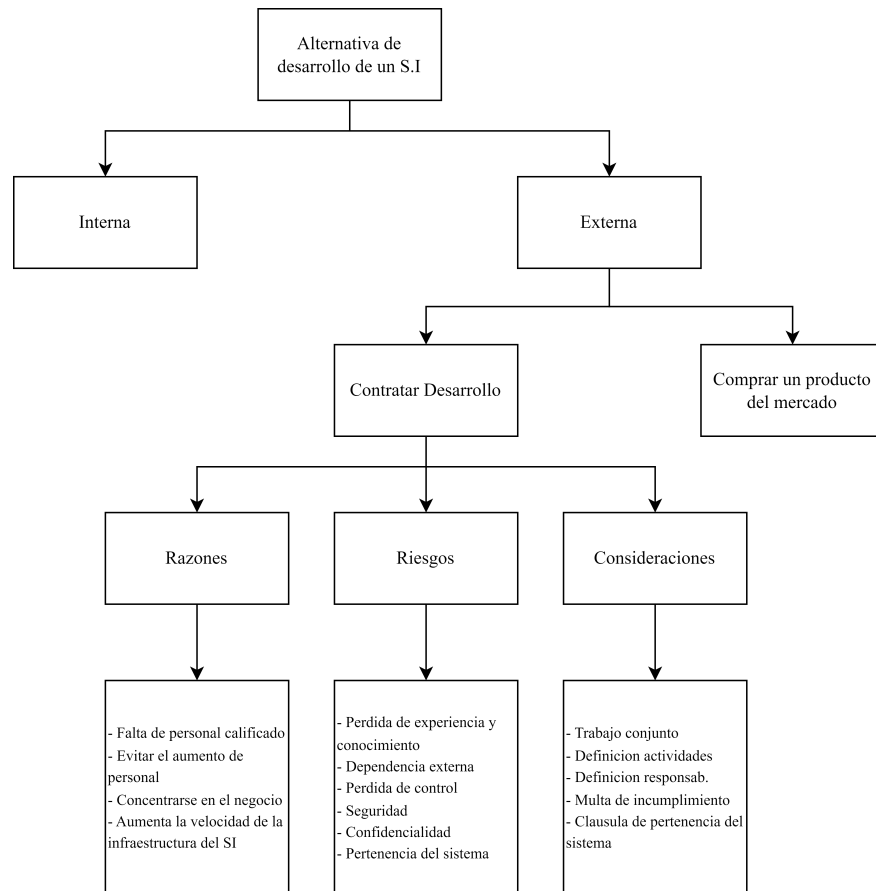 Alternativa de
desarrollo de un S.I
Interna
Externa
Contratar Desarrollo
Comprar un producto
del mercado
Razones
Riesgos
Consideraciones
- Falta de personal calificado
- Evitar el aumento de
personal
- Concentrarse en el negocio
- Aumenta la velocidad de la
infraestructura del SI
- Perdida de experiencia y
conocimiento
- Dependencia externa
- Perdida de control
- Seguridad
- Confidencialidad
- Pertenencia del sistema
- Trabajo conjunto
- Definicion actividades
- Definicion responsab.
- Multa de incumplimiento
- Clausula de pertenencia del
sistema